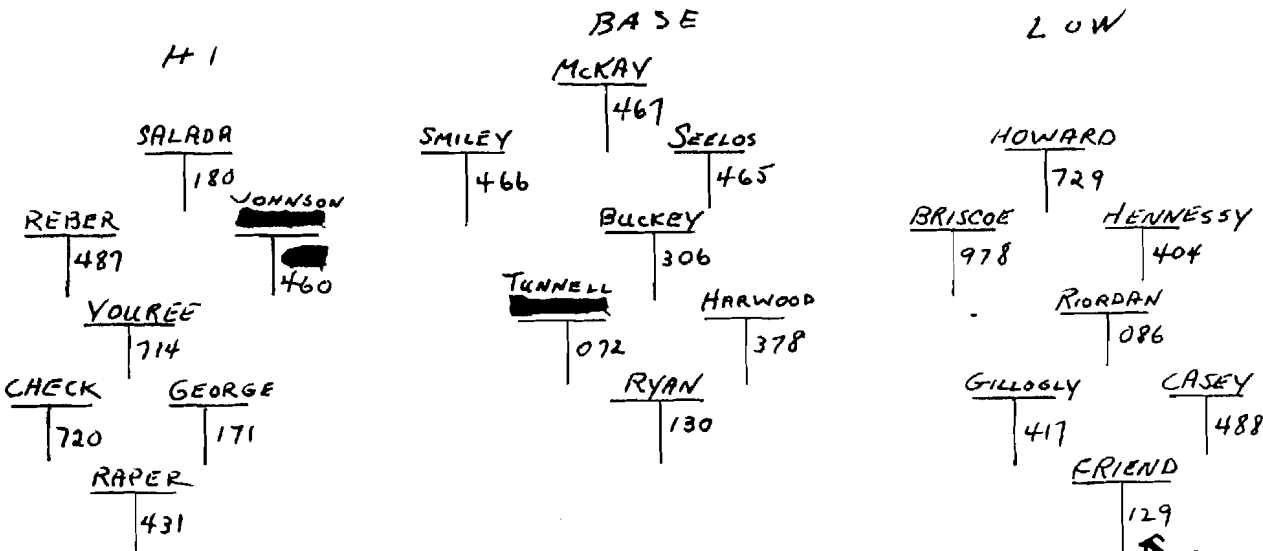 HI
SALADA
180
JOHNSON
460
REBER
487
YOUREE
714
CHECK
720
GEORGE
171
RAPER
431
BASE
McKAY
467
SMILEY
466
SEELOS
465
BUCKEY
306
TUNNELL
072
HARWOOD
378
RYAN
130
LOW
HOWARD
729
BRISCOE
978
HENNESSY
404
RIORDAN
086
GILLOGLY
417
CASEY
488
FRIEND
129